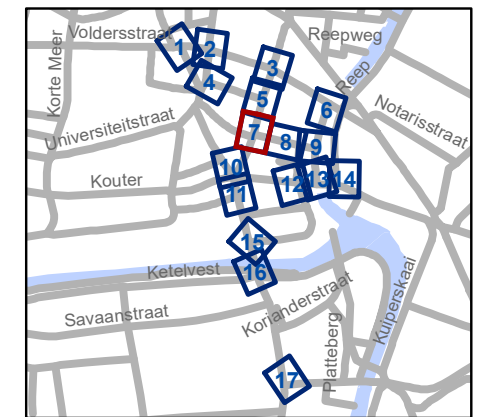 Voldersstraat
Reepweg
Korte Meer
1
2
3
4
5
6
Reep
Notarisstraat
Universiteitstraat
7
8
9
10
11
12
13
14
Kouter
15
16
Ketelvest
Savaanstraat
Korianderstraat
Platteberg
Kuiperskaai
17